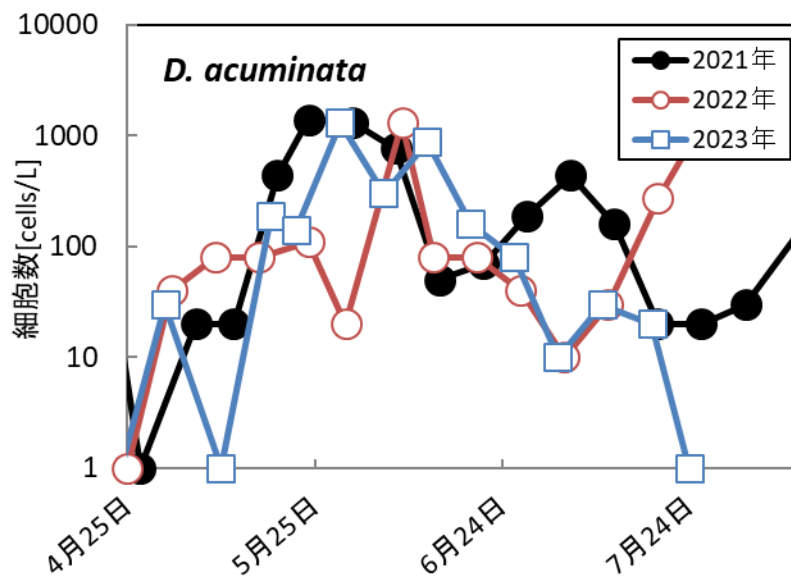 10000
1000
100
10
1
細胞数[cells/L]
D. acuminata
2021年
2022年
2023年
4月25日
5月25日
6月24日
7月24日